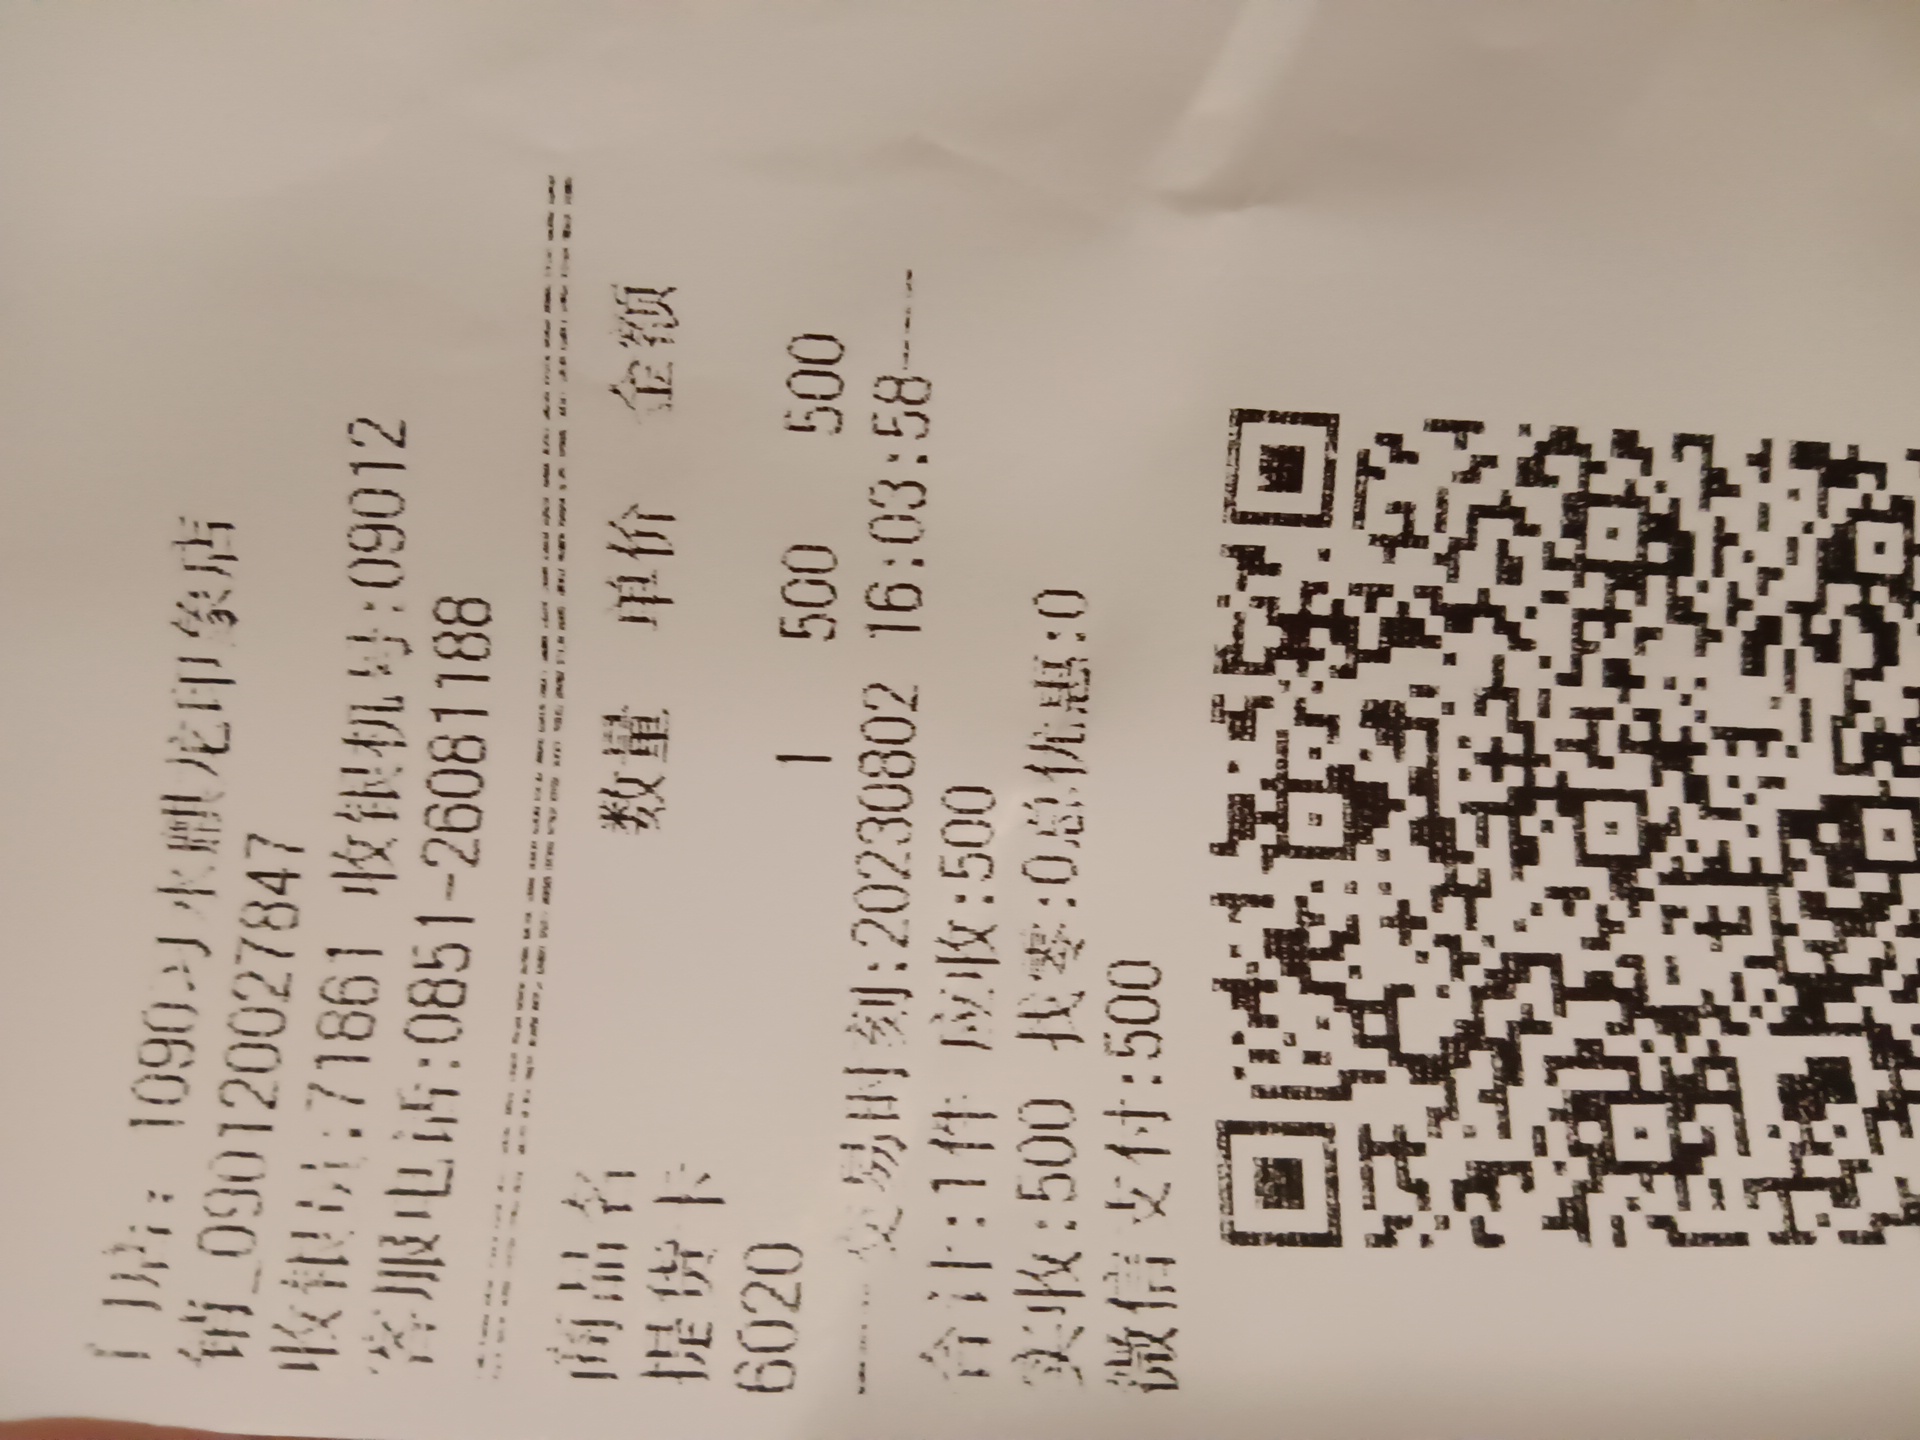 门店: 1090习水麒龙印象店
销_090120027847
收银员:71861 收银机号:09012
客服电话:0851-26081188
商品名 数量 单价 金额
提货卡
6020 1 500 500
交易时刻:20230802 16:03:58
合计:1件 应收:500
实收:500 找零:0总优惠:0
微信支付:500